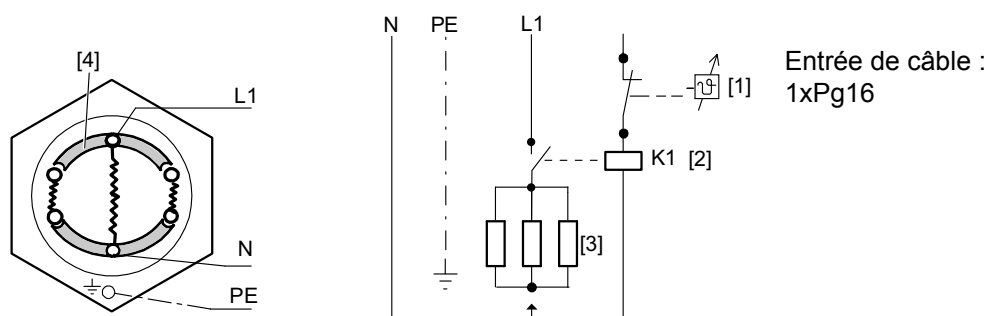 [4]
L1
N
PE
N PE L1
[1]
K1 [2]
[3]
Entrée de câble :
1xPg16